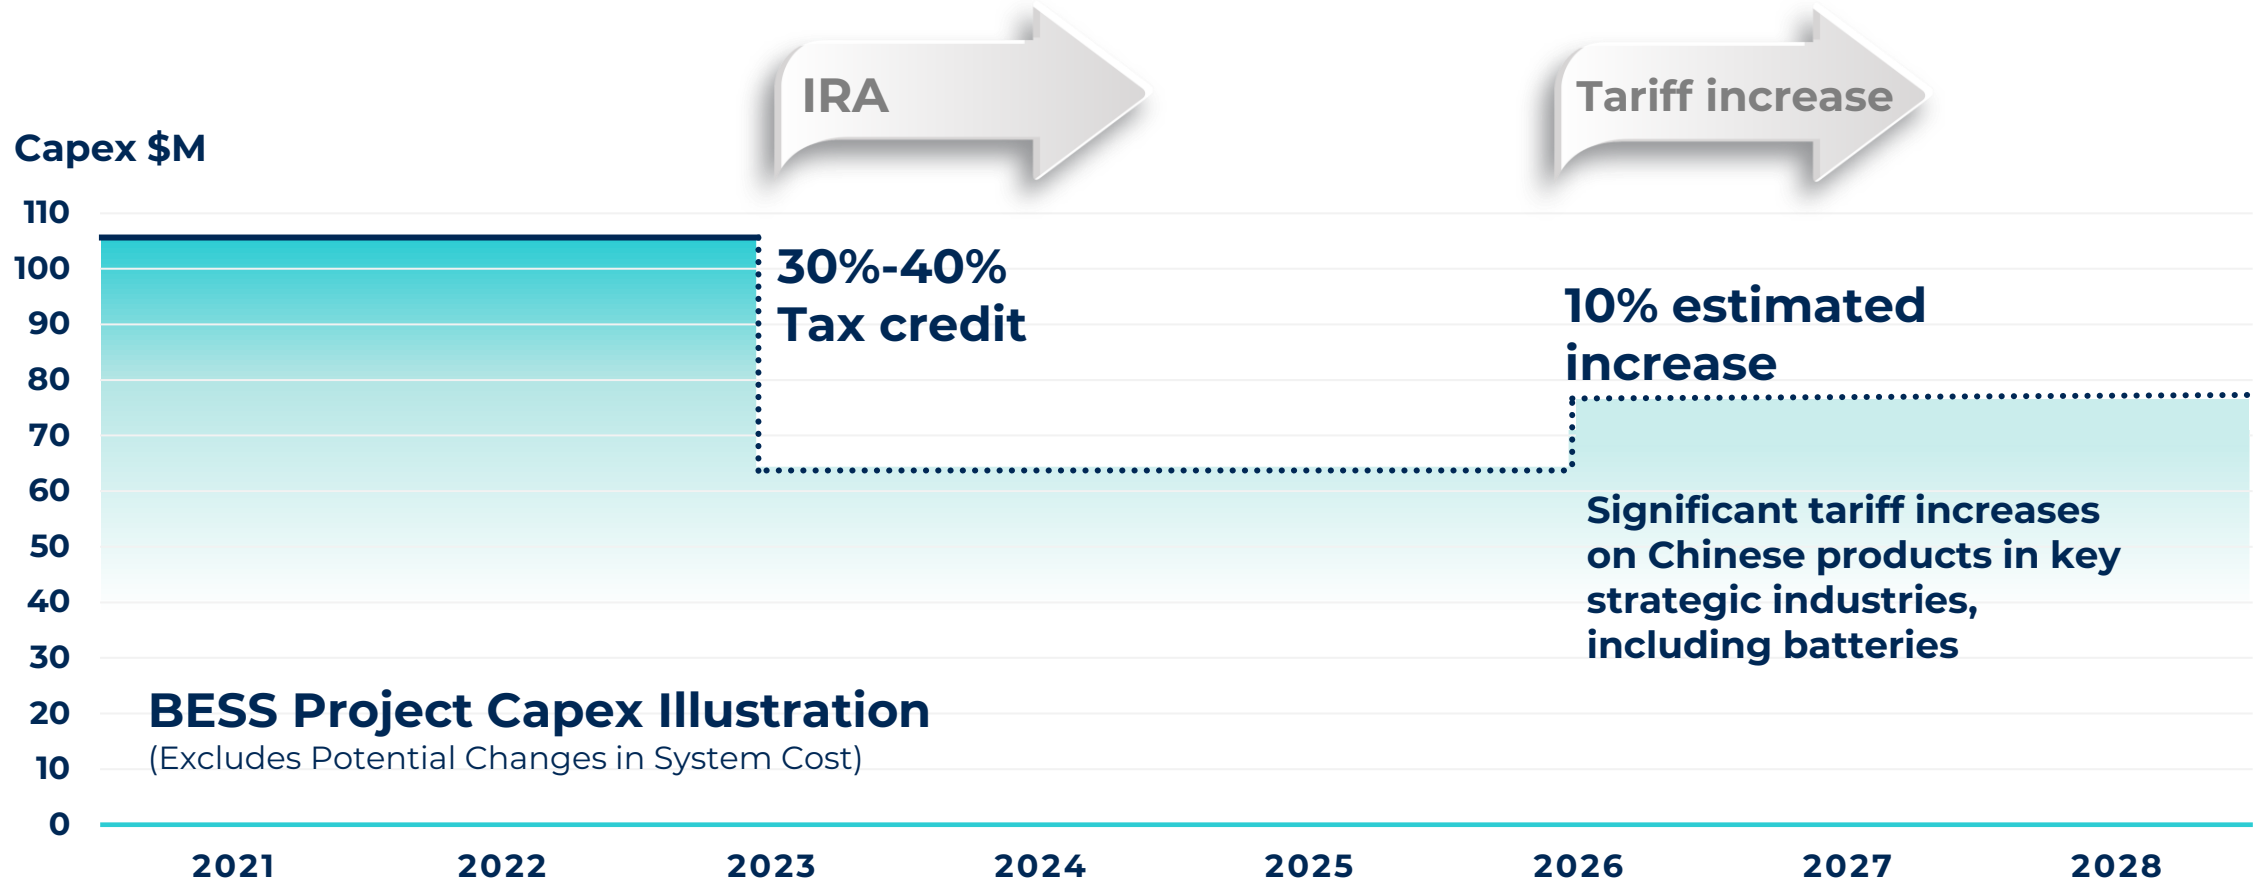 IRA
Tariff increase
Capex $M
110
100
90
80
70
60
50
40
30
20
10
0
30%-40%
Tax credit
10% estimated
increase
Significant tariff increases
on Chinese products in key
strategic industries,
including batteries
BESS Project Capex Illustration
(Excludes Potential Changes in System Cost)
2021 2022 2023 2024 2025 2026 2027 2028